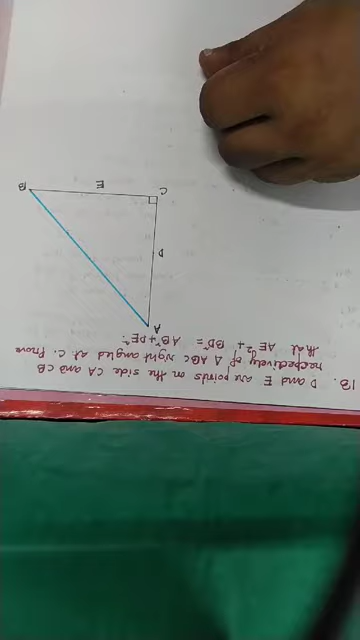 13. D and E are points on the side CA and CB
respectively of Δ ABC right angled at C. Prove
that AE² + BD² = AB² + DE².
A
D
B
E
C